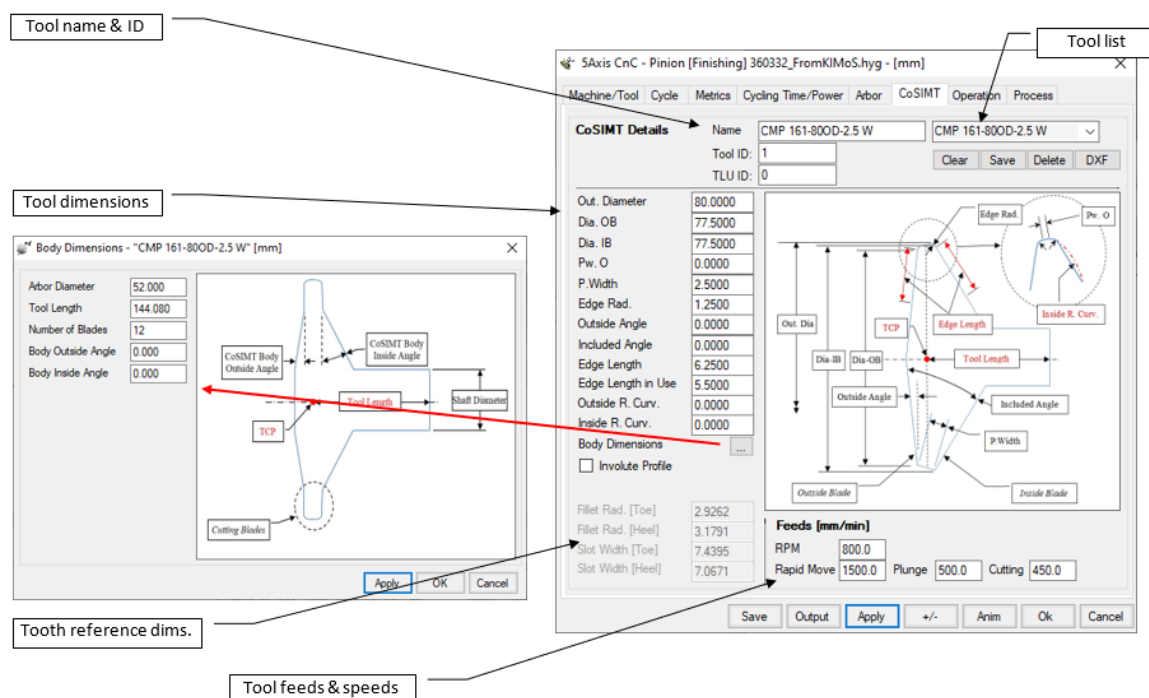 Tool name & ID
Tool list
5Axis CnC - Pinion [Finishing] 360332_FromKIMoS.hyg - [mm]
Machine/Tool Cycle Metrics Cycling Time/Power Arbor CoSIMT Operation Process
CoSIMT Details Name CMP 161-80OD-2.5 W CMP 161-80OD-2.5 W
Tool ID: 1
Clear Save Delete DXF
TLU ID: 0
Tool dimensions
Out. Diameter 80.0000
Dia. OB 77.5000
Dia. IB 77.5000
Pw. O 0.0000
P.Width 2.5000
Edge Rad. 1.2500
Outside Angle 0.0000
Included Angle 0.0000
Edge Length 6.2500
Edge Length in Use 5.5000
Outside R. Curv. 0.0000
Inside R. Curv. 0.0000
Body Dimensions ...
Involute Profile
Fillet Rad. [Toe] 2.9262
Fillet Rad. [Heel] 3.1791
Slot Width [Toe] 7.4395
Slot Width [Heel] 7.0671
Edge Rad.
Pw. O
Inside R. Curv.
Out. Dia
TCP
Edge Length
Dia-IB
Dia-OB
Tool Length
Outside Angle
Included Angle
P.Width
Outside Blade
Inside Blade
Feeds [mm/min]
RPM 800.0
Rapid Move 1500.0 Plunge 500.0 Cutting 450.0
Save Output Apply +/- Anim Ok Cancel
Body Dimensions - "CMP 161-80OD-2.5 W" [mm]
Arbor Diameter 52.000
Tool Length 144.080
Number of Blades 12
Body Outside Angle 0.000
Body Inside Angle 0.000
CoSIMT Body
Outside Angle
CoSIMT Body
Inside Angle
Tool Length
Shaft Diameter
TCP
Cutting Blades
Apply OK Cancel
Tooth reference dims.
Tool feeds & speeds